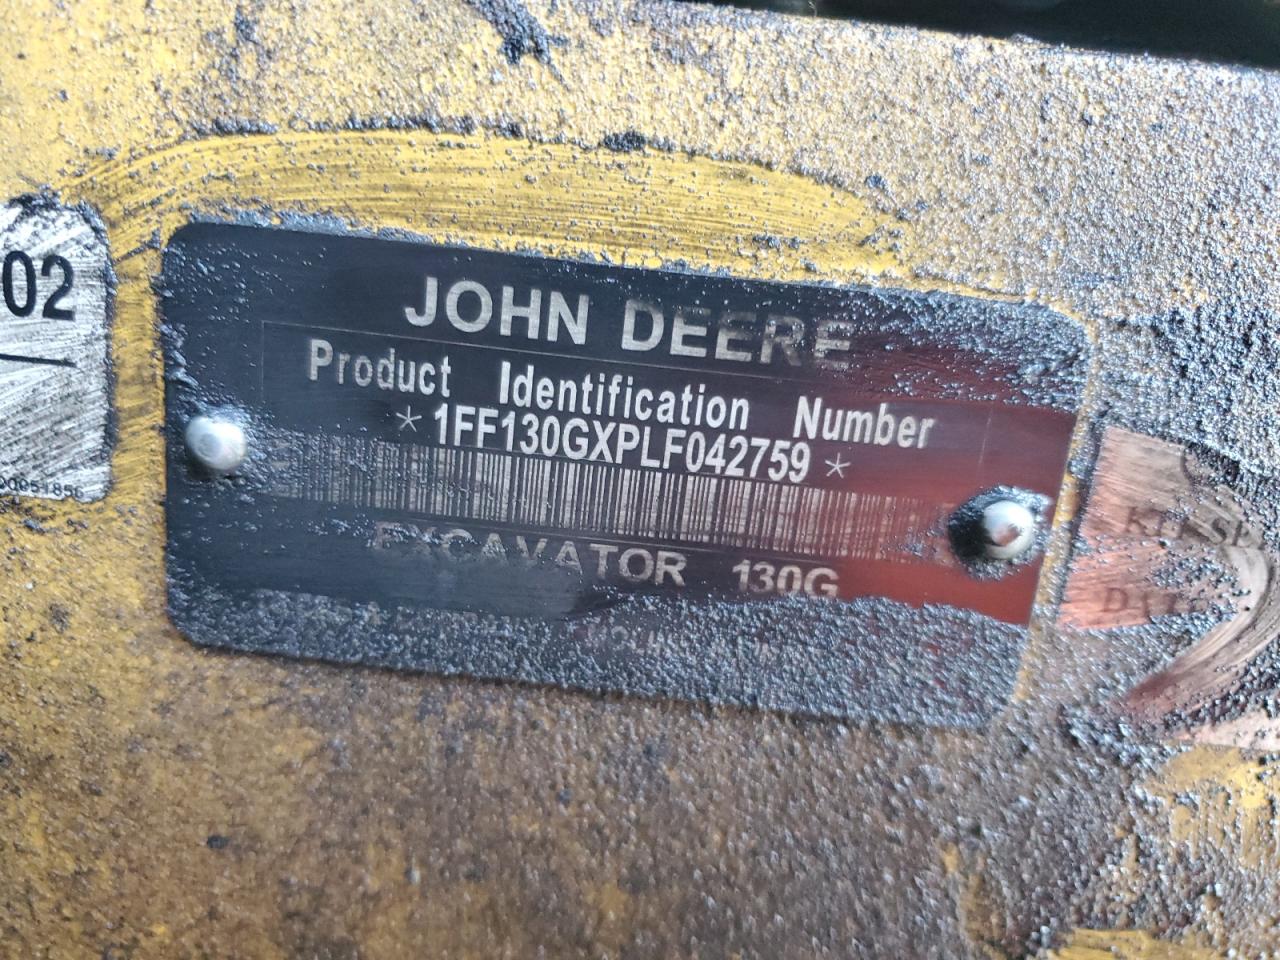 02
JOHN DEERE
Product Identification Number
* 1FF130GXPLF042759 *
EXCAVATOR 130G